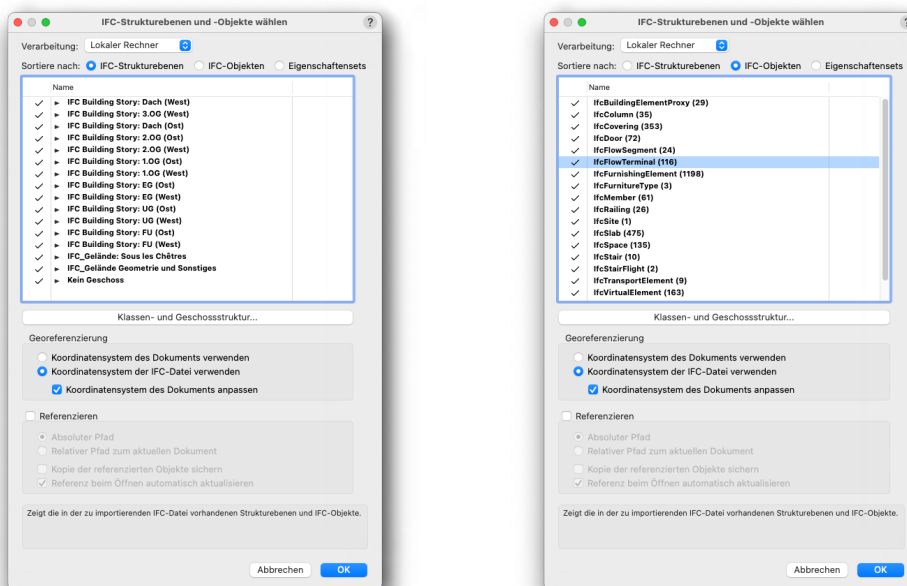 IFC-Strukturebenen und -Objekte wählen
?
Verarbeitung: Lokaler Rechner
Sortiere nach: IFC-Strukturebenen IFC-Objekten Eigenschaftensets
Name
IFC Building Story: Dach (West)
IFC Building Story: 3.OG (West)
IFC Building Story: Dach (Ost)
IFC Building Story: 2.OG (Ost)
IFC Building Story: 2.OG (West)
IFC Building Story: 1.OG (Ost)
IFC Building Story: 1.OG (West)
IFC Building Story: EG (Ost)
IFC Building Story: EG (West)
IFC Building Story: UG (Ost)
IFC Building Story: UG (West)
IFC Building Story: FU (Ost)
IFC Building Story: FU (West)
IFC_Gelände: Sous les Chêtres
IFC_Gelände Geometrie und Sonstiges
Kein Geschoss
Klassen- und Geschossstruktur...
Georeferenzierung
Koordinatensystem des Dokuments verwenden
Koordinatensystem der IFC-Datei verwenden
Koordinatensystem des Dokuments anpassen
Referenzieren
Absoluter Pfad
Relativer Pfad zum aktuellen Dokument
Kopie der referenzierten Objekte sichern
Referenz beim Öffnen automatisch aktualisieren
Zeigt die in der zu importierenden IFC-Datei vorhandenen Strukturebenen und IFC-Objekte.
Abbrechen OK
IFC-Strukturebenen und -Objekte wählen
?
Verarbeitung: Lokaler Rechner
Sortiere nach: IFC-Strukturebenen IFC-Objekten Eigenschaftensets
Name
IfcBuildingElementProxy (29)
IfcColumn (35)
IfcCovering (353)
IfcDoor (72)
IfcFlowSegment (24)
IfcFlowTerminal (116)
IfcFurnishingElement (1198)
IfcFurnitureType (3)
IfcMember (61)
IfcRailing (26)
IfcSite (1)
IfcSlab (475)
IfcSpace (135)
IfcStair (10)
IfcStairFlight (2)
IfcTransportElement (9)
IfcVirtualElement (163)
Klassen- und Geschossstruktur...
Georeferenzierung
Koordinatensystem des Dokuments verwenden
Koordinatensystem der IFC-Datei verwenden
Koordinatensystem des Dokuments anpassen
Referenzieren
Absoluter Pfad
Relativer Pfad zum aktuellen Dokument
Kopie der referenzierten Objekte sichern
Referenz beim Öffnen automatisch aktualisieren
Zeigt die in der zu importierenden IFC-Datei vorhandenen Strukturebenen und IFC-Objekte.
Abbrechen OK